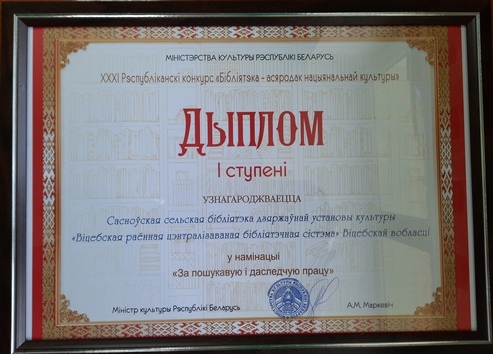 МІНІСТЭРСТВА КУЛЬТУРЫ РЭСПУБЛІКІ БЕЛАРУСЬ
XXXI Рэспубліканскі конкурс «Бібліятэка - асяродак нацыянальнай культуры»
Дыплом
I ступені
УЗНАГАРОДЖВАЕЦЦА
Сасноўская сельская бібліятэка дзяржаўнай установы культуры
«Віцебская раённая цэнтралізаваная бібліятэчная сістэма» Віцебскай вобласці
у намінацыі
«За пошукавую і даследчую працу»
Міністр культуры Рэспублікі Беларусь
А.М. Маркевіч